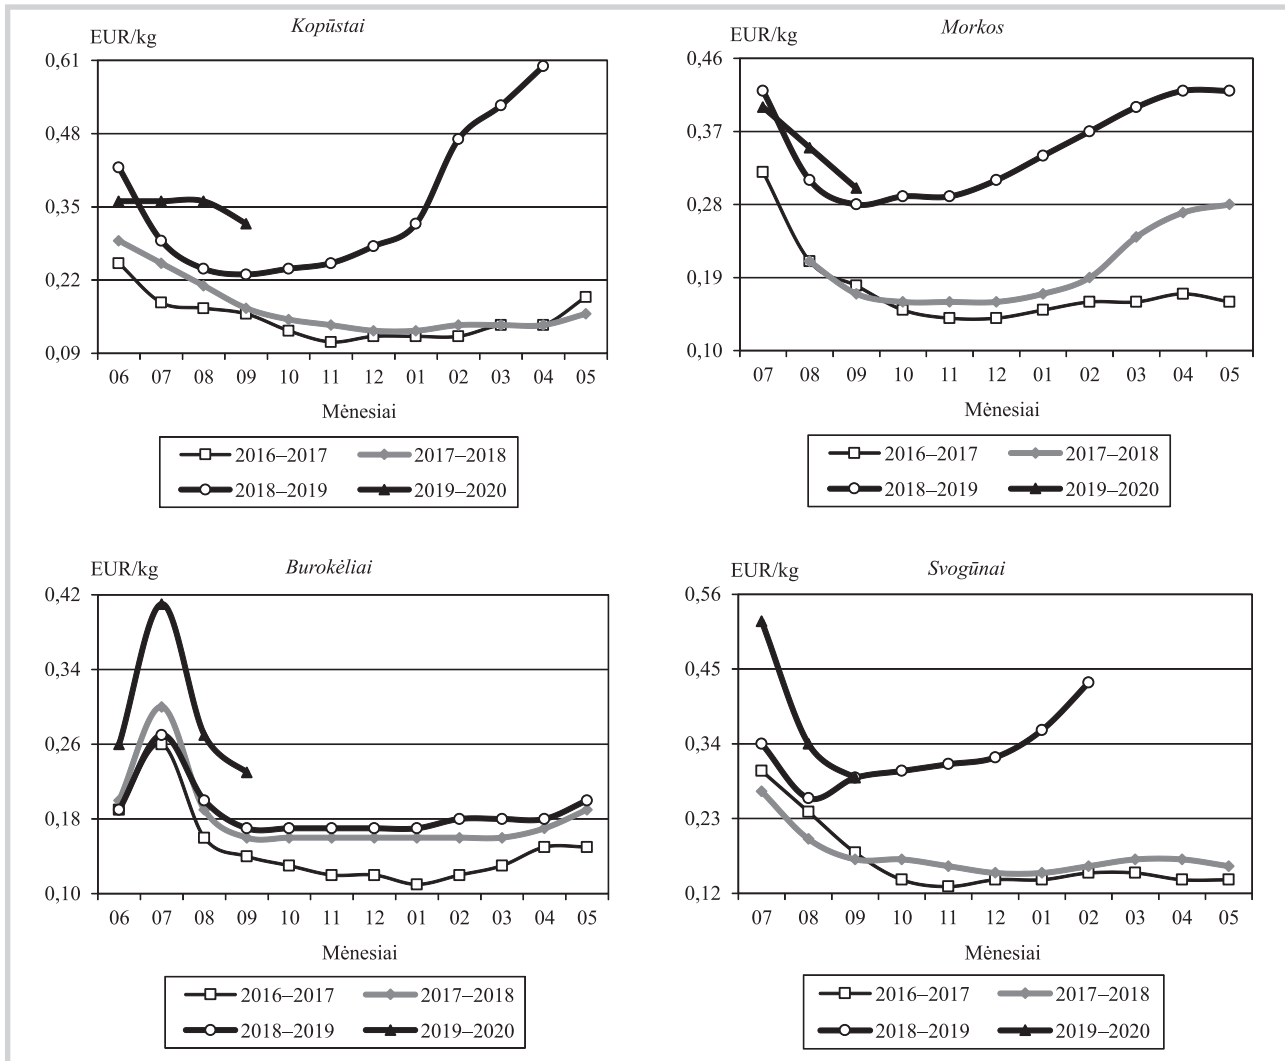 Kopūstai
EUR/kg
0,61
0,48
0,35
0,22
0,09
06 07 08 09 10 11 12 01 02 03 04 05
Mėnesiai
2016–2017 2017–2018
2018–2019 2019–2020
Morkos
EUR/kg
0,46
0,37
0,28
0,19
0,10
07 08 09 10 11 12 01 02 03 04 05
Mėnesiai
2016–2017 2017–2018
2018–2019 2019–2020
Burokėliai
EUR/kg
0,42
0,34
0,26
0,18
0,10
06 07 08 09 10 11 12 01 02 03 04 05
Mėnesiai
2016–2017 2017–2018
2018–2019 2019–2020
Svogūnai
EUR/kg
0,56
0,45
0,34
0,23
0,12
07 08 09 10 11 12 01 02 03 04 05
Mėnesiai
2016–2017 2017–2018
2018–2019 2019–2020